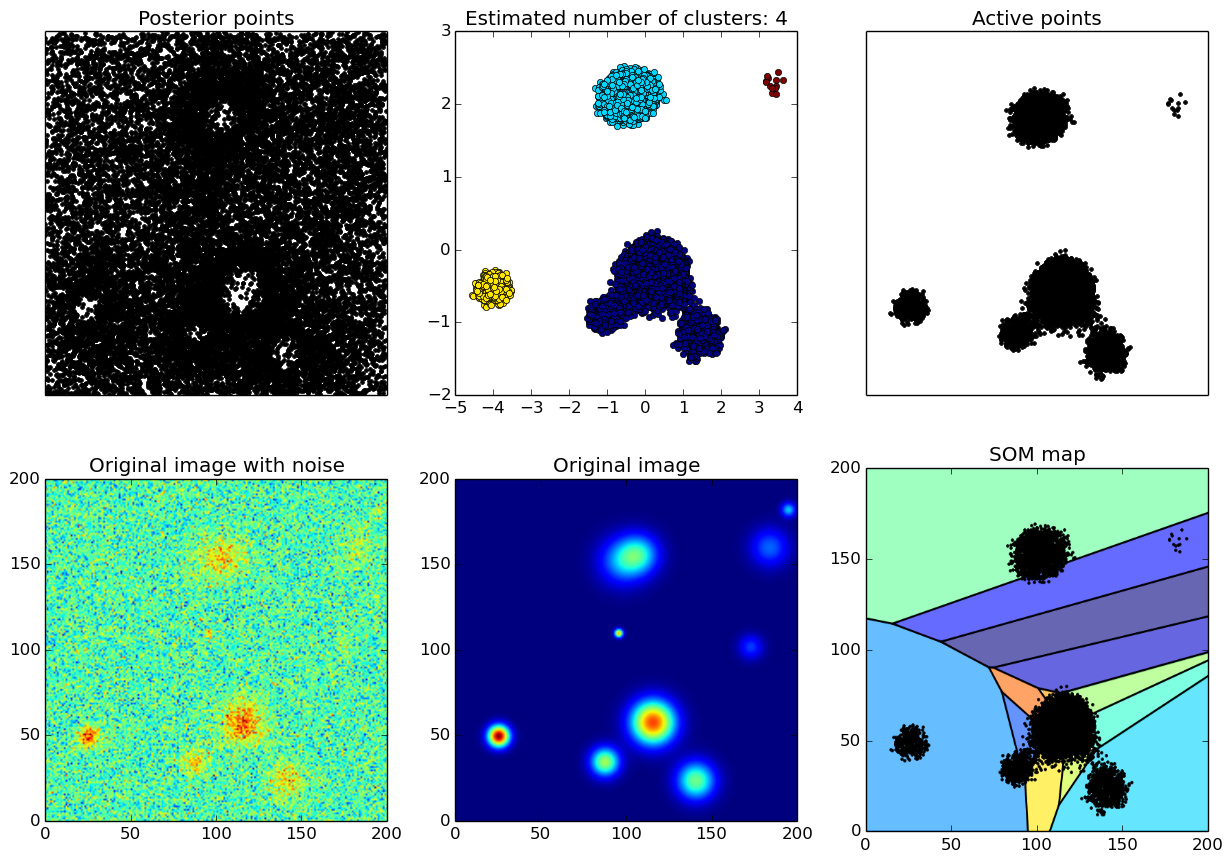 Posterior points
Estimated number of clusters: 4
Active points
3
2
1
0
−1
−2
−5 −4 −3 −2 −1 0 1 2 3 4
Original image with noise
Original image
SOM map
200
150
100
50
0
0 50 100 150 200
200
150
100
50
0
0 50 100 150 200
200
150
100
50
0
0 50 100 150 200